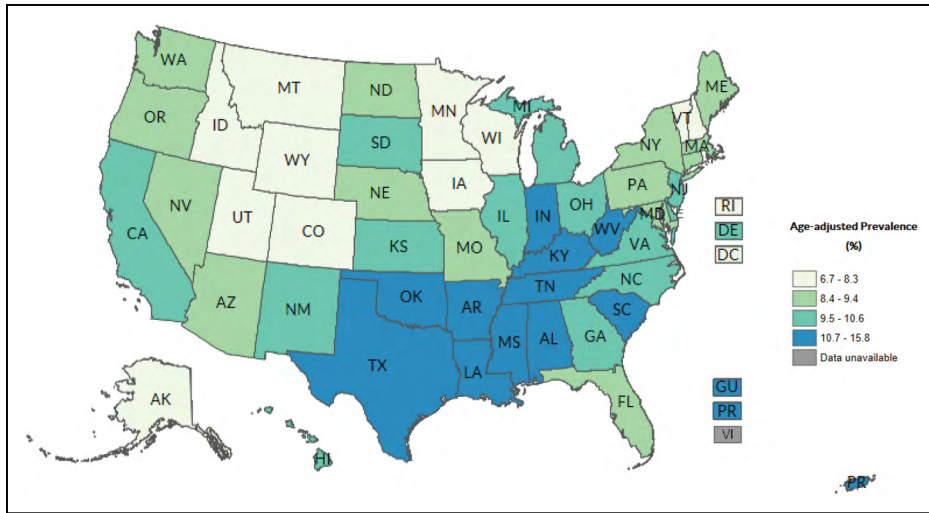 WA
MT
ND
MN
MI
ME
VT
OR
ID
WI
NY
MA
SD
WY
IA
PA
NJ
NE
NV
UT
IL
IN
OH
MD
RI
CO
WV
DE
CA
KS
MO
KY
VA
DC
TN
NC
AZ
NM
OK
AR
SC
MS
AL
GA
TX
LA
AK
FL
HI
GU
PR
VI
PR
Age-adjusted Prevalence
(%)
6.7 - 8.3
8.4 - 9.4
9.5 - 10.6
10.7 - 15.8
Data unavailable